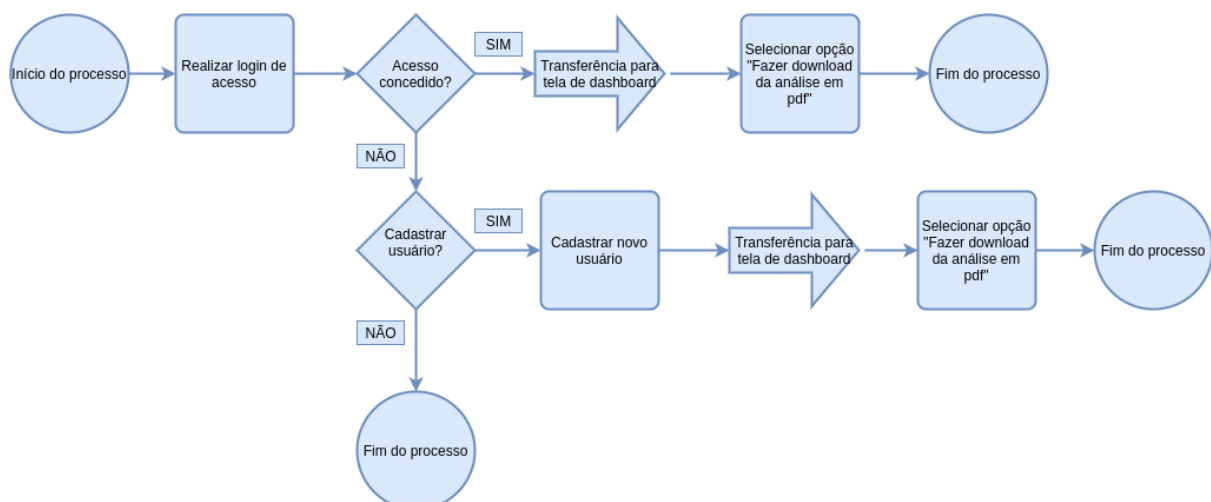 Início do processo
Realizar login de
acesso
Acesso
concedido?
SIM
Transferência para
tela de dashboard
Selecionar opção
"Fazer download
da análise em
pdf"
Fim do processo
NÃO
Cadastrar
usuário?
SIM
Cadastrar novo
usuário
Transferência para
tela de dashboard
Selecionar opção
"Fazer download
da análise em
pdf"
Fim do processo
NÃO
Fim do processo